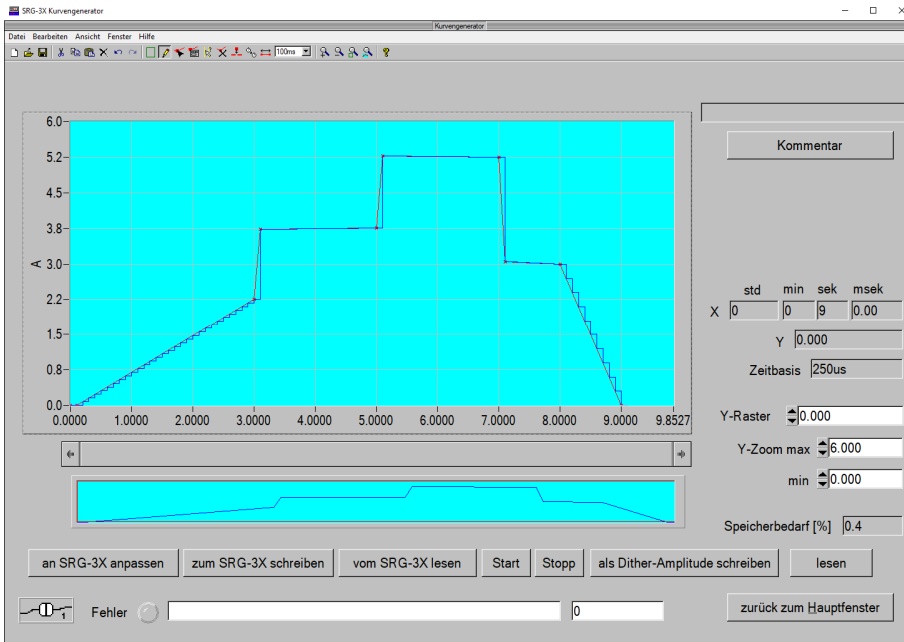 SRG-3X Kurvengenerator
Kurvengenerator
Datei Bearbeiten Ansicht Fenster Hilfe
100ms
Kommentar
6.0
5.2
4.5
3.8
3.0
2.2
1.5
0.8
0.0
A
0.0000 1.0000 2.0000 3.0000 4.0000 5.0000 6.0000 7.0000 8.0000 9.0000 9.8527
std min sek msek
X 0 0 9 0.00
Y 0.000
Zeitbasis 250us
Y-Raster 0.000
Y-Zoom max 6.000
min 0.000
Speicherbedarf [%] 0.4
an SRG-3X anpassen zum SRG-3X schreiben vom SRG-3X lesen Start Stopp als Dither-Amplitude schreiben lesen
1 Fehler 0 zurück zum Hauptfenster